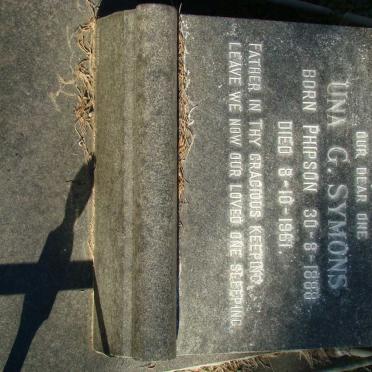 OUR DEAR ONE
UNA G. SYMONS
BORN PHIPSON 30-8-1888
DIED 8-10-1961.
FATHER IN THY GRACIOUS KEEPING,
LEAVE WE NOW OUR LOVED ONE SLEEPING.